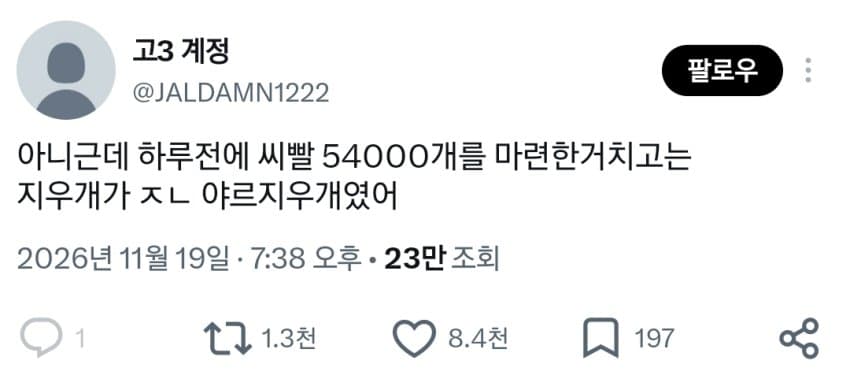 고3 계정
@JALDAMN1222
팔로우
아니근데 하루전에 씨빨 54000개를 마련한거치고는
지우개가 ㅈㄴ 야르지우개였어
2026년 11월 19일 · 7:38 오후 • 23만 조회
1 1.3천 8.4천 197